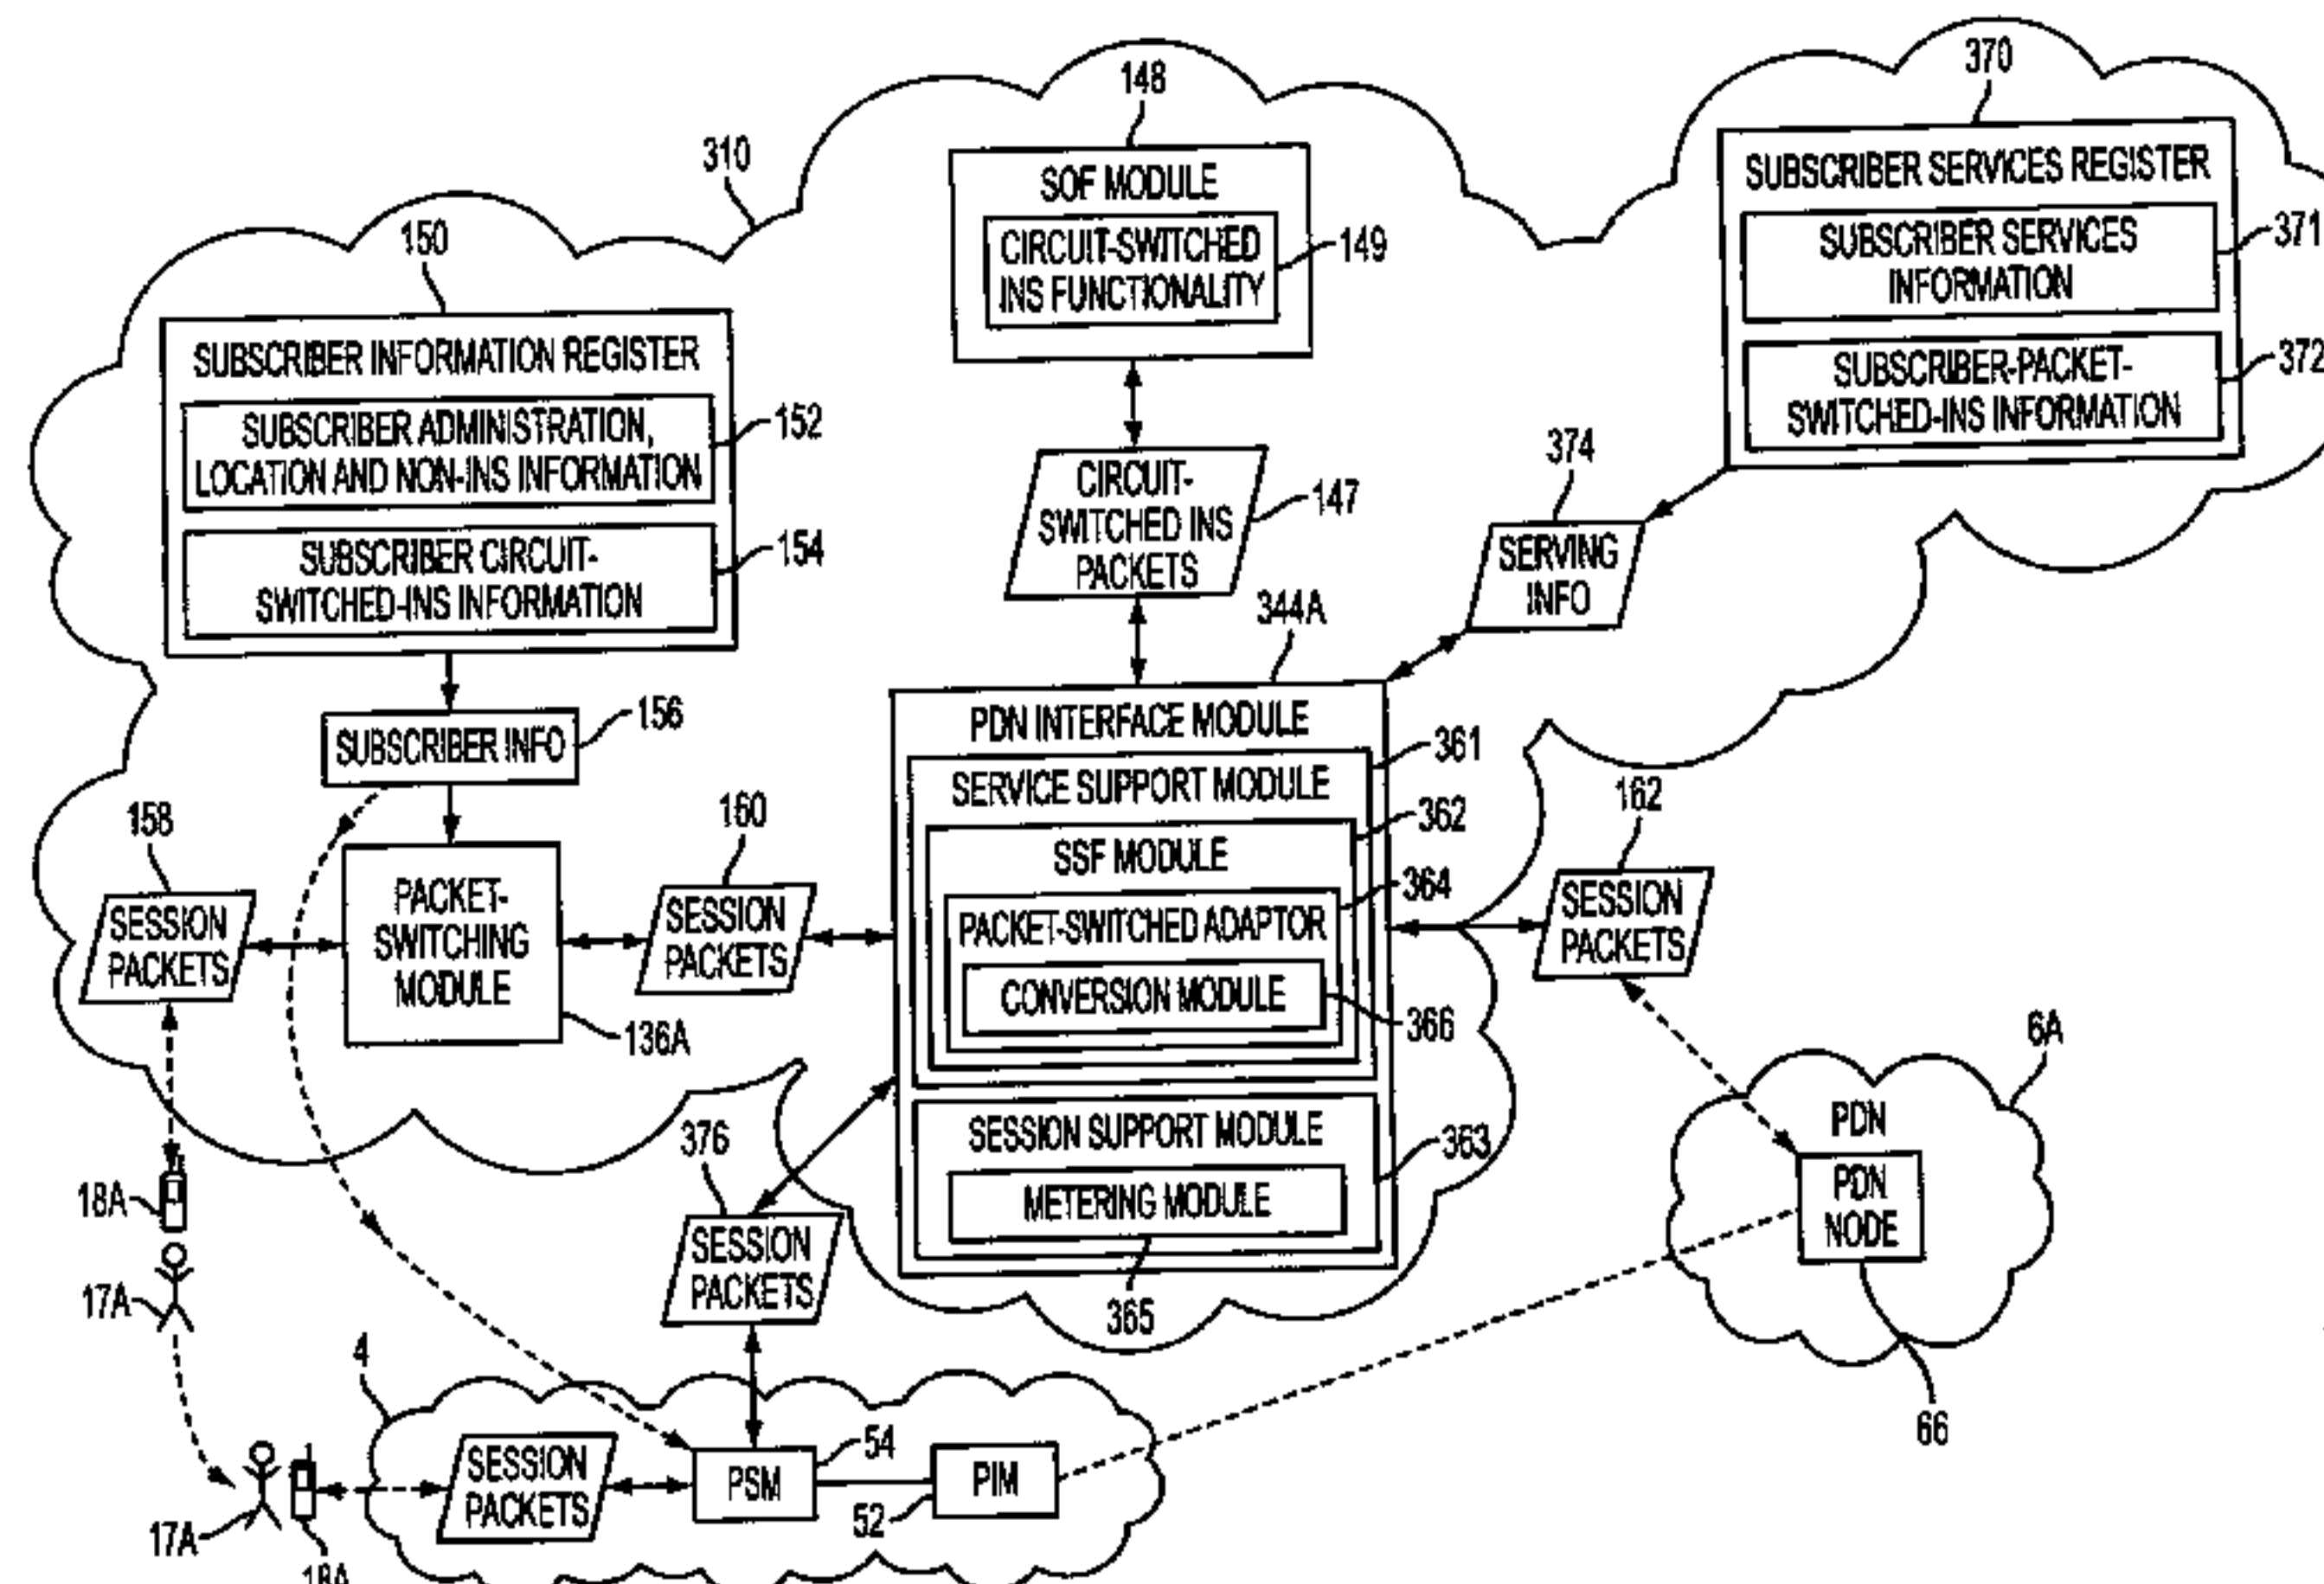 370
148
SUBSCRIBER SERVICES REGISTER
310
SOF MODULE
SUBSCRIBER SERVICES
INFORMATION
371
150
CIRCUIT-SWITCHED
INS FUNCTIONALITY
149
SUBSCRIBER-PACKET-
SWITCHED-INS INFORMATION
372
SUBSCRIBER INFORMATION REGISTER
SUBSCRIBER ADMINISTRATION,
LOCATION AND NON-INS INFORMATION
152
374
CIRCUIT-
SWITCHED INS
PACKETS
147
SUBSCRIBER CIRCUIT-
SWITCHED-INS INFORMATION
154
SERVING
INFO
344A
SUBSCRIBER INFO
156
PDN INTERFACE MODULE
361
SERVICE SUPPORT MODULE
158
160
362
162
SSF MODULE
SESSION
PACKETS
PACKET-
SWITCHING
MODULE
SESSION
PACKETS
364
PACKET-SWITCHED ADAPTOR
SESSION
PACKETS
CONVERSION MODULE
366
136A
6A
376
SESSION SUPPORT MODULE
363
PDN
18A
METERING MODULE
PDN
NODE
SESSION
PACKETS
17A
365
4
66
SESSION
PACKETS
PSM
54
PIM
52
17A
18A